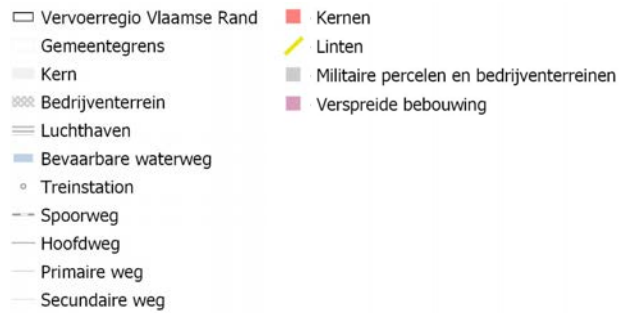 Vervoerregio Vlaamse Rand
Gemeentegrens
Kern
Bedrijventerrein
Luchthaven
Bevaarbare waterweg
Treinstation
Spoorweg
Hoofdweg
Primaire weg
Secundaire weg
Kernen
Linten
Militaire percelen en bedrijventerreinen
Verspreide bebouwing